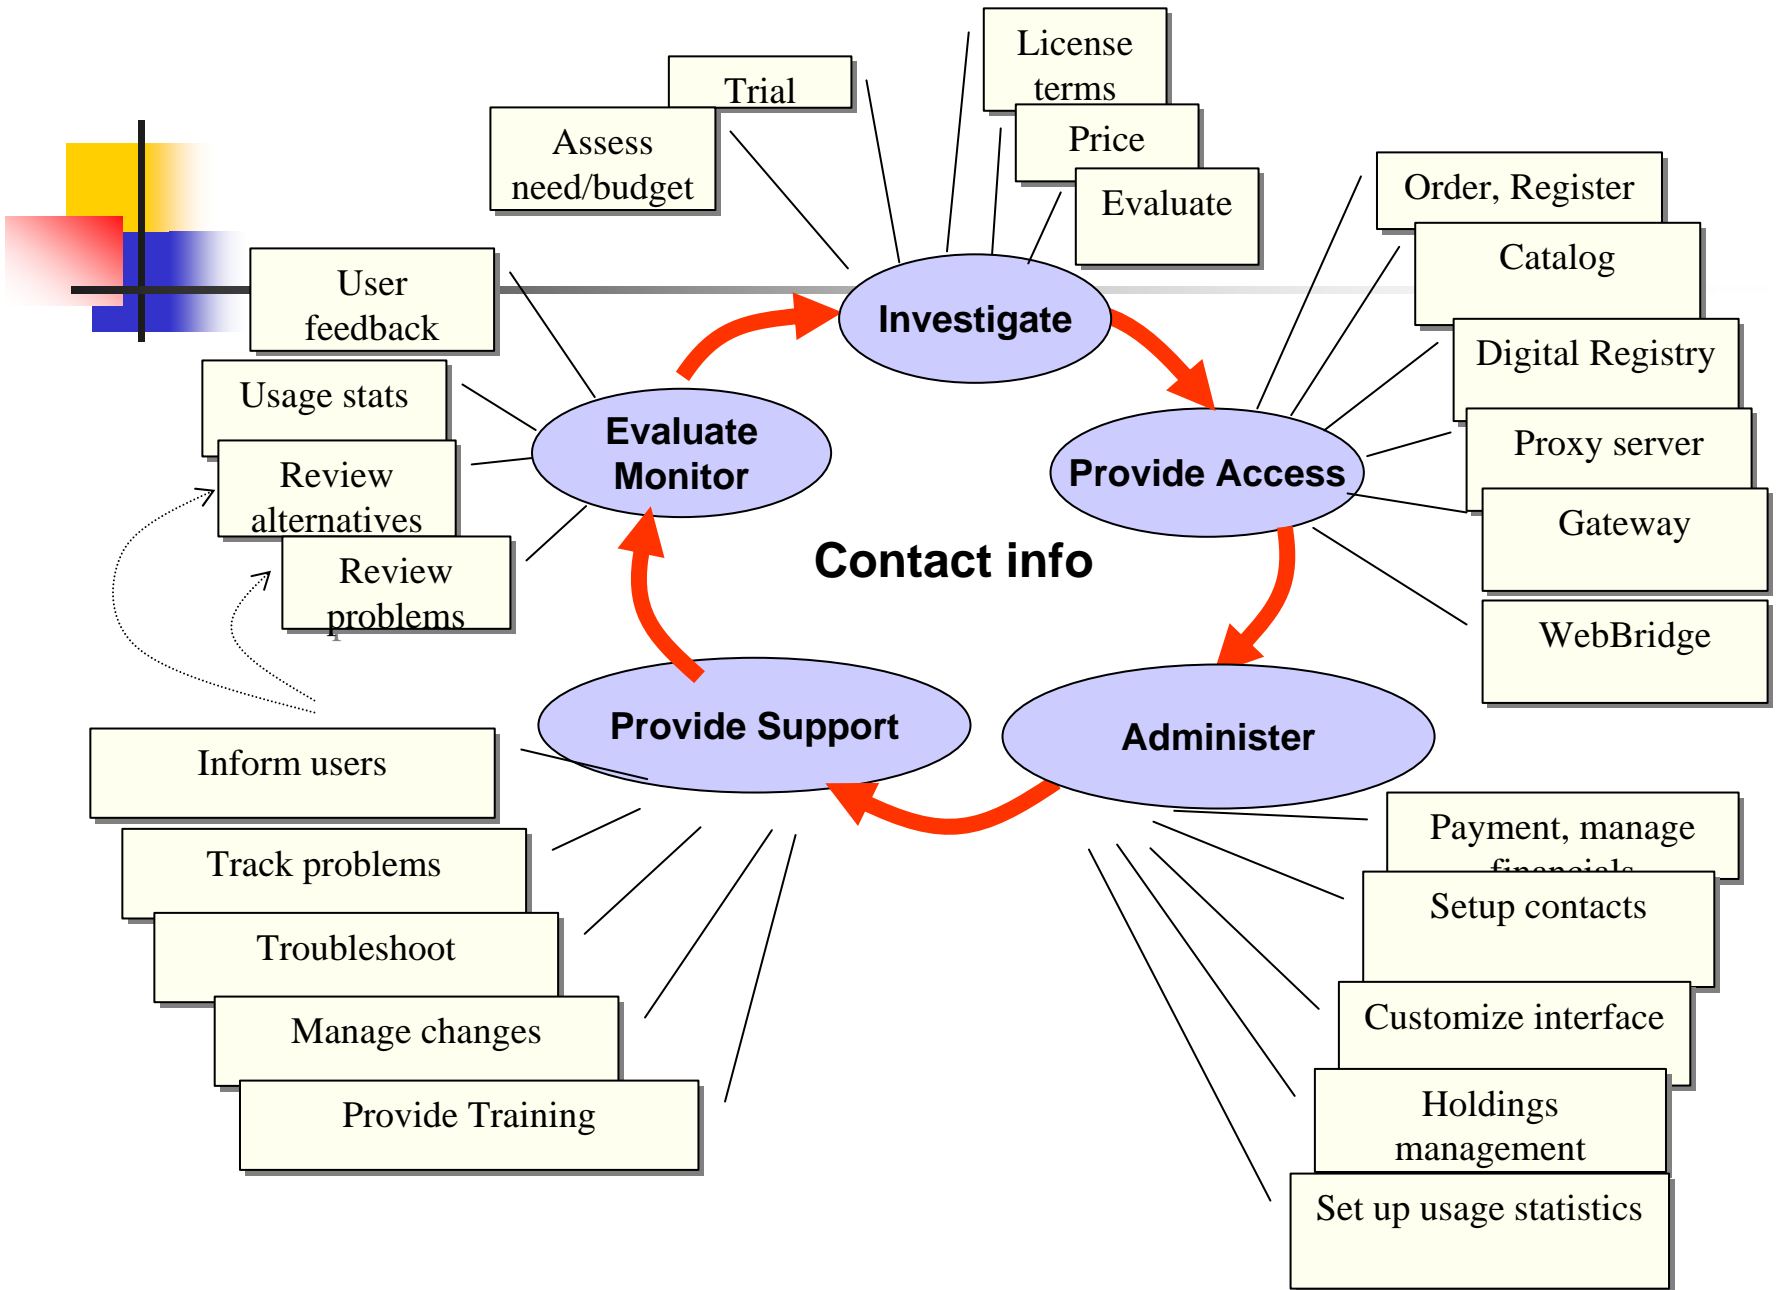 License
terms
Trial
Price
Assess
need/budget
Evaluate
Order, Register
Catalog
User
feedback
Investigate
Digital Registry
Usage stats
Evaluate
Monitor
Proxy server
Provide Access
Review
alternatives
Gateway
Contact info
Review
problems
WebBridge
Provide Support
Administer
Inform users
Payment, manage
financials
Track problems
Setup contacts
Troubleshoot
Customize interface
Manage changes
Holdings
management
Provide Training
Set up usage statistics